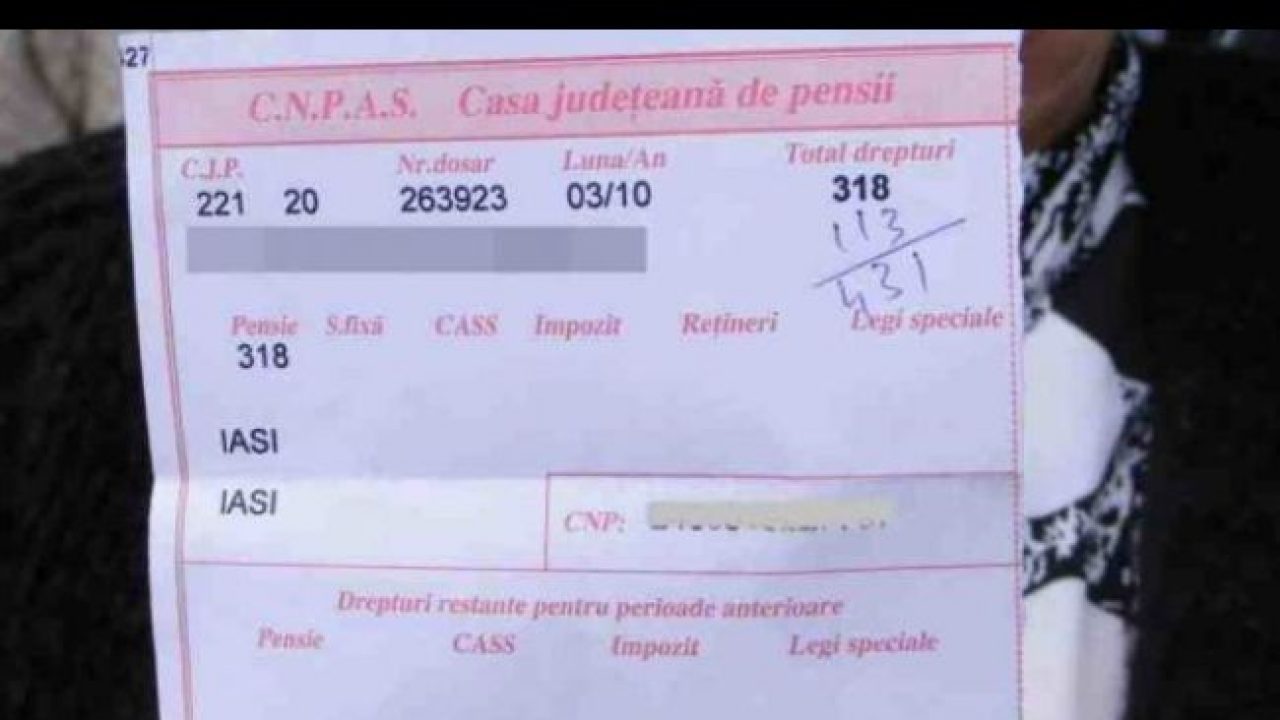 27
C.N.P.A.S. Casa județeană de pensii
C.J.P. Nr.dosar Luna/An Total drepturi
221 20 263923 03/10 318
113
431
Pensie S.fixă CASS Impozit Rețineri Legi speciale
318
IASI
IASI
CNP:
Drepturi restante pentru perioade anterioare
Pensie CASS Impozit Legi speciale